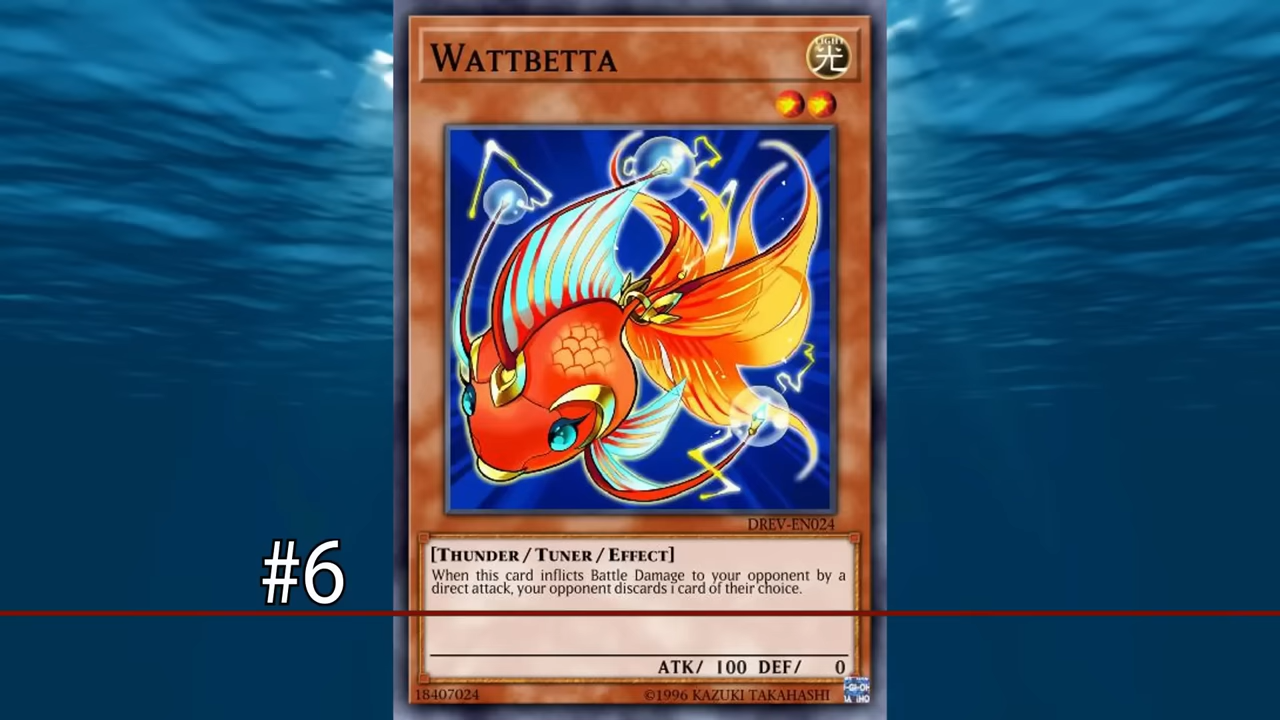 WATTBETTA
LIGHT
光
DREV-EN024
[THUNDER / TUNER / EFFECT]
When this card inflicts Battle Damage to your opponent by a
direct attack, your opponent discards 1 card of their choice.
#6
ATK/ 100 DEF/ 0
18407024
©1996 KAZUKI TAKAHASHI